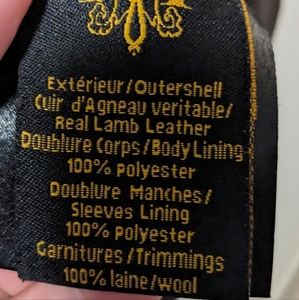 Extérieur/Outershell
Cuir d'Agneau veritable/
Real Lamb Leather
Doublure Corps/Body Lining
100% polyester
Doublure Manches/
Sleeves Lining
100% polyester
Garnitures/Trimmings
100% laine/wool